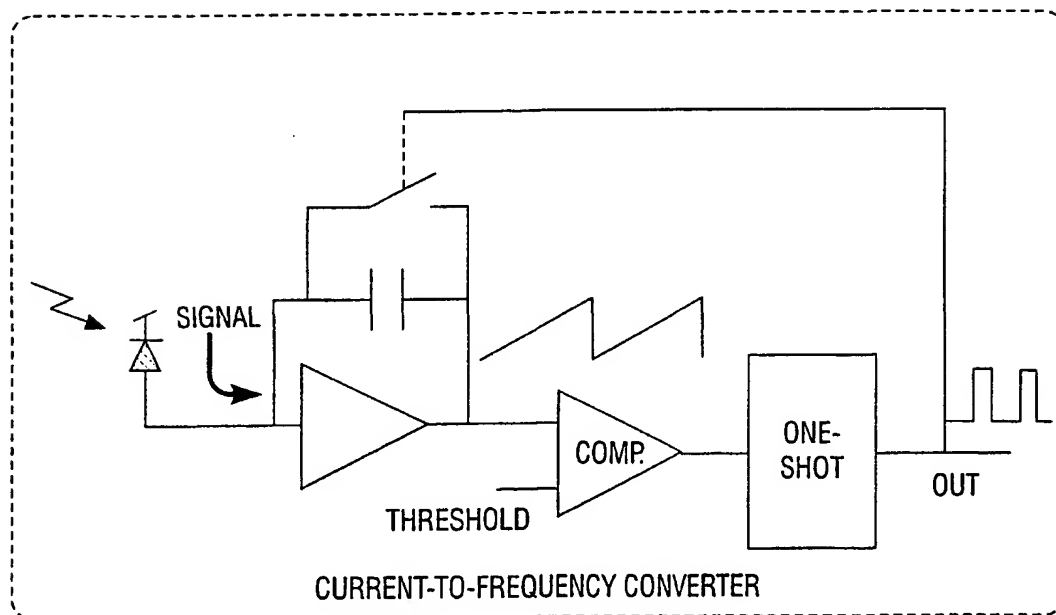 SIGNAL
COMP.
THRESHOLD
ONE-
SHOT
OUT
CURRENT-TO-FREQUENCY CONVERTER